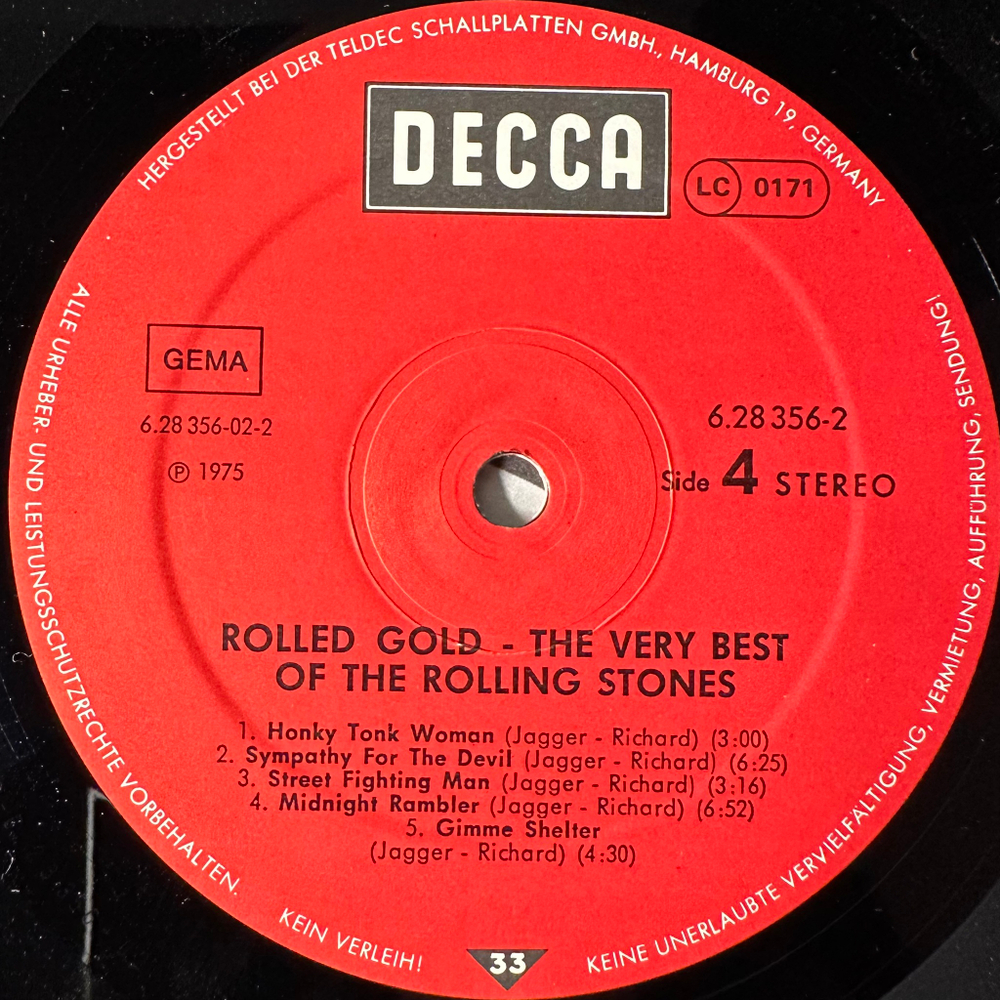 HERGESTELLT BEI DER TELDEC SCHALLPLATTEN GMBH., HAMBURG 19, GERMANY
DECCA
LC 0171
GEMA
6.28 356-02-2
℗ 1975
6.28 356-2
Side 4 STEREO
ROLLED GOLD - THE VERY BEST
OF THE ROLLING STONES
1. Honky Tonk Woman (Jagger - Richard) (3:00)
2. Sympathy For The Devil (Jagger - Richard) (6:25)
3. Street Fighting Man (Jagger - Richard) (3:16)
4. Midnight Rambler (Jagger - Richard) (6:52)
5. Gimme Shelter
(Jagger - Richard) (4:30)
ALLE URHEBER- UND LEISTUNGSSCHUTZRECHTE VORBEHALTEN.
KEIN VERLEIH!
33
KEINE UNERLAUBTE VERVIELFÄLTIGUNG, VERMIETUNG, AUFFÜHRUNG, SENDUNG!